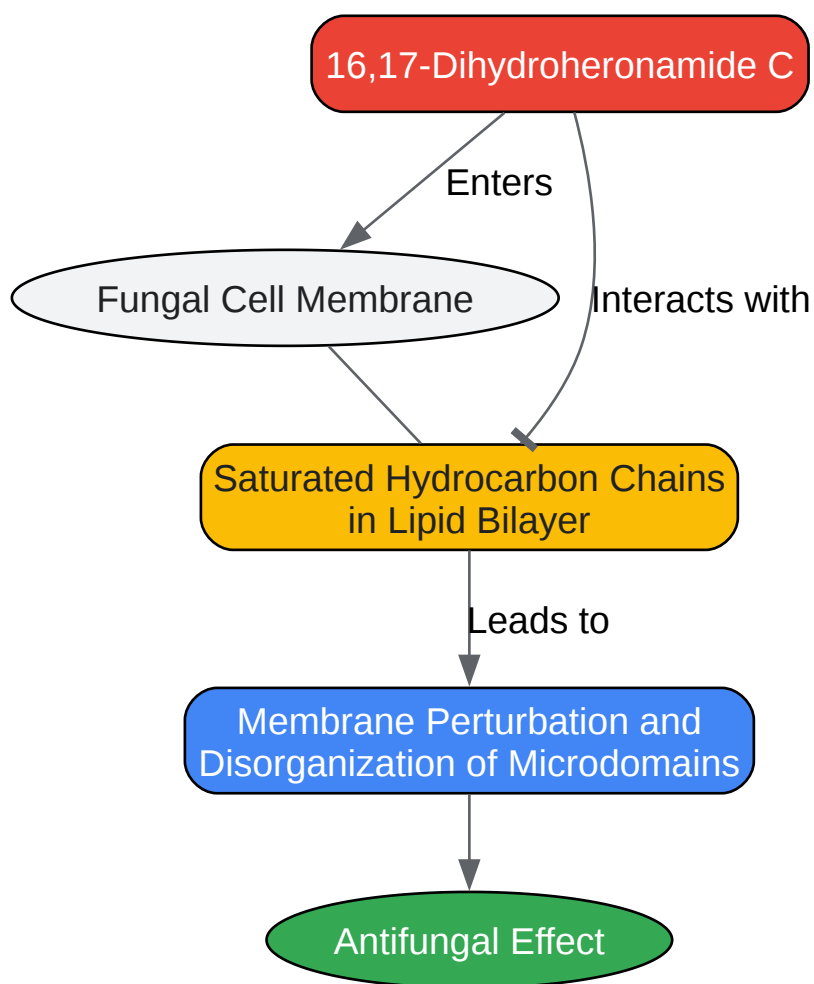 16,17-Dihydroheronamide C
Enters
Fungal Cell Membrane
Interacts with
Saturated Hydrocarbon Chains
in Lipid Bilayer
Leads to
Membrane Perturbation and
Disorganization of Microdomains
Antifungal Effect